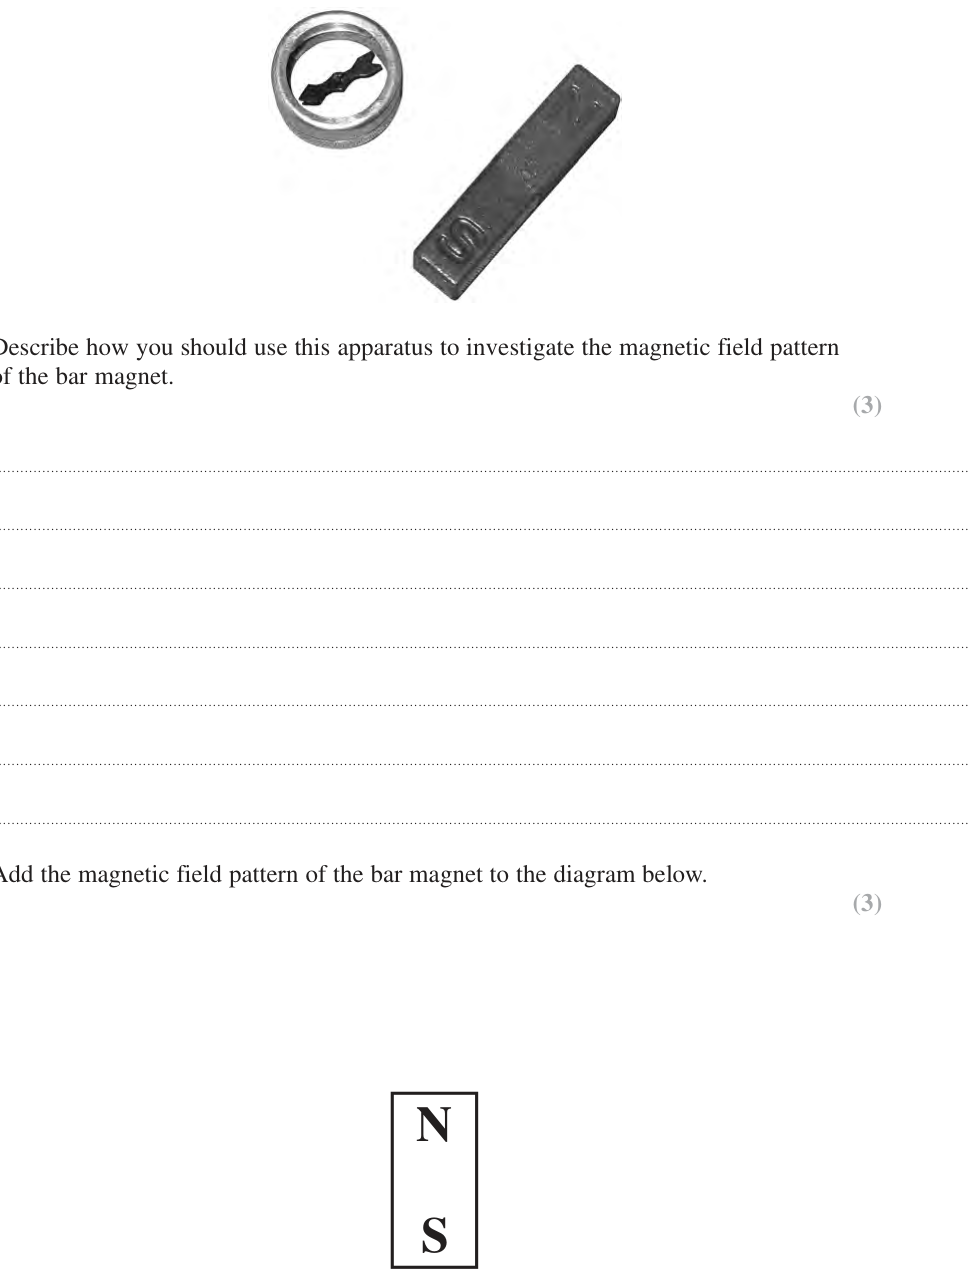 S
Describe how you should use this apparatus to investigate the magnetic field pattern
of the bar magnet.
(3)
Add the magnetic field pattern of the bar magnet to the diagram below.
(3)
N
S